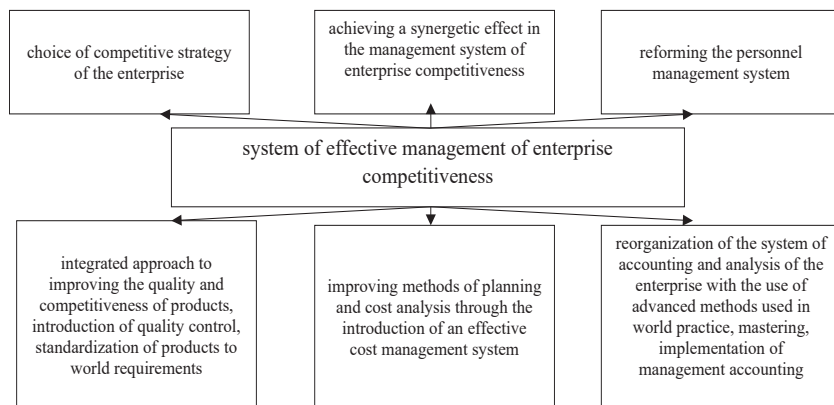 choice of competitive strategy
of the enterprise
achieving a synergetic effect in
the management system of
enterprise competitiveness
reforming the personnel
management system
system of effective management of enterprise
competitiveness
integrated approach to
improving the quality and
competitiveness of products,
introduction of quality control,
standardization of products to
world requirements
improving methods of planning
and cost analysis through the
introduction of an effective
cost management system
reorganization of the system of
accounting and analysis of the
enterprise with the use of
advanced methods used in
world practice, mastering,
implementation of
management accounting